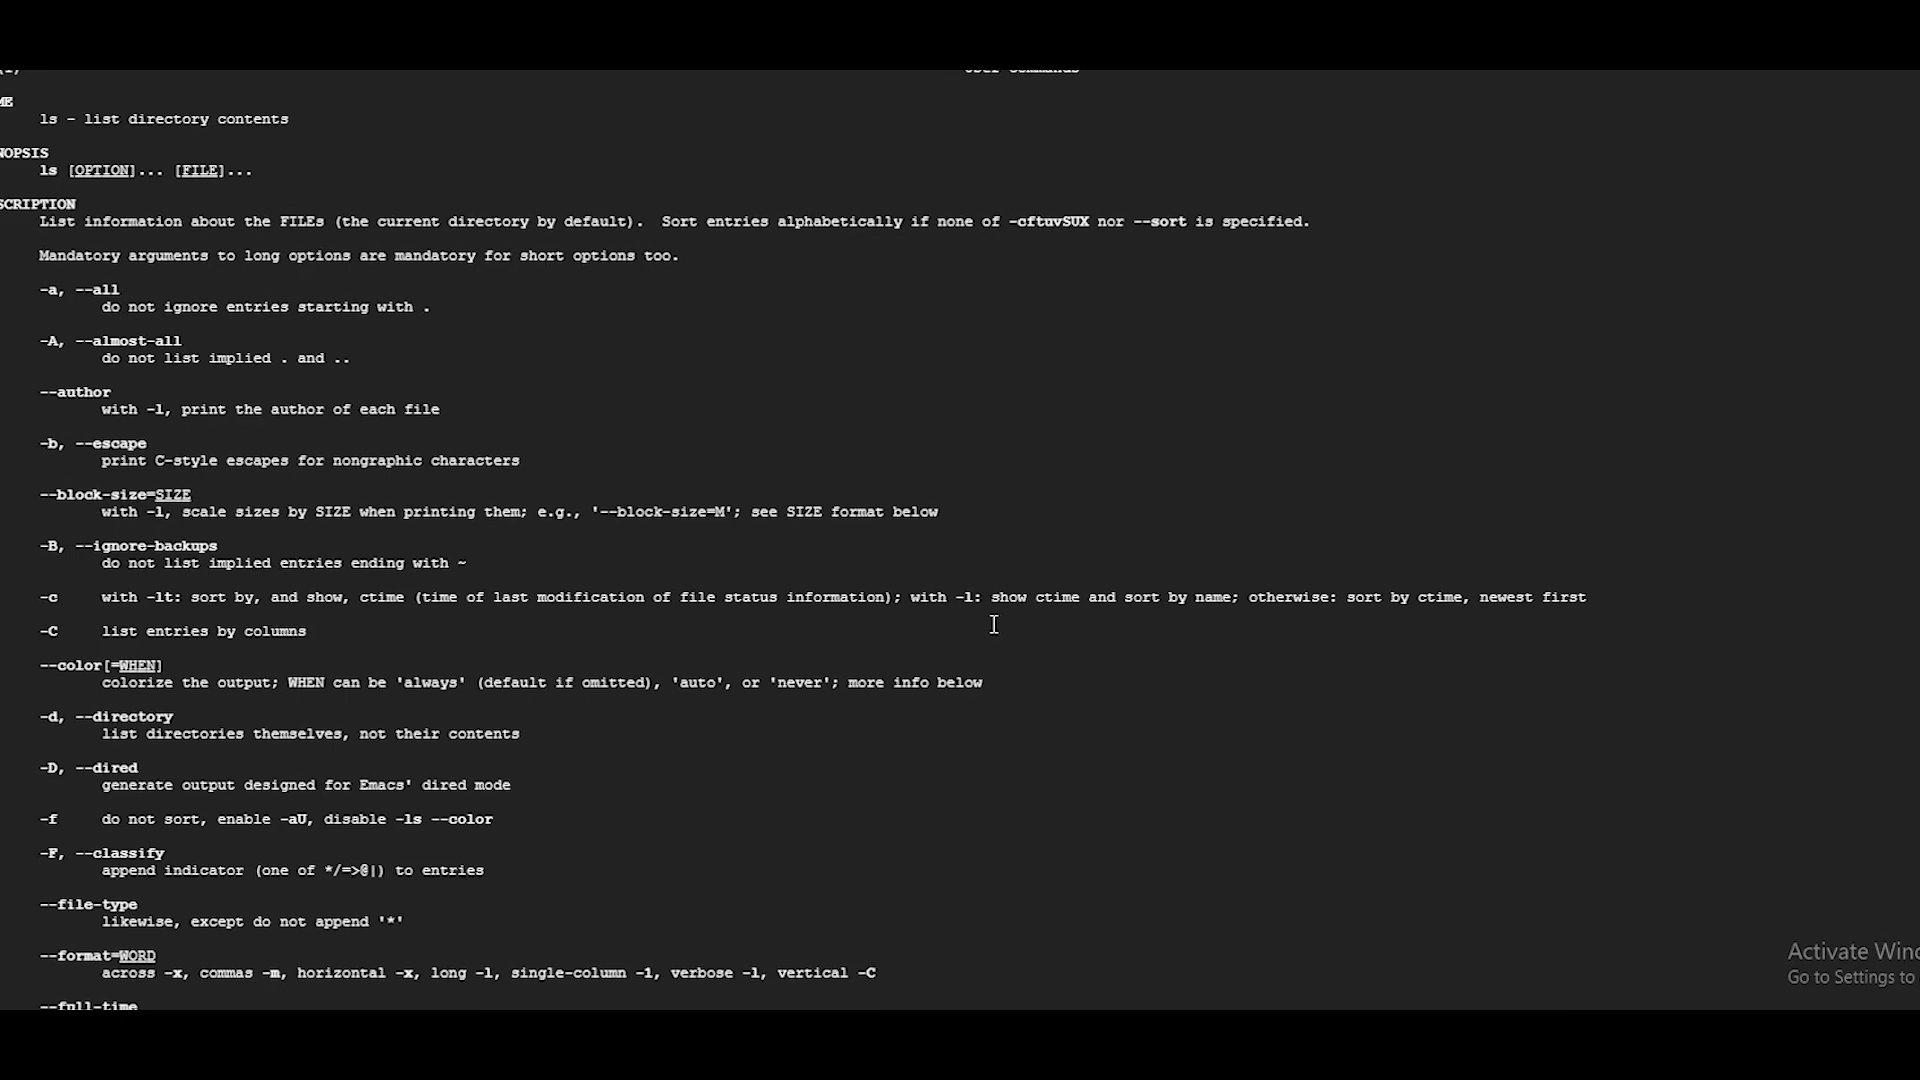 ls - list directory contents
NOPSIS
ls [OPTION]... [FILE]...
SCRIPTION
List information about the FILEs (the current directory by default).  Sort entries alphabetically if none of -cftuvSUX nor --sort is specified.
Mandatory arguments to long options are mandatory for short options too.
-a, --all
do not ignore entries starting with .
-A, --almost-all
do not list implied . and ..
--author
with -l, print the author of each file
-b, --escape
print C-style escapes for nongraphic characters
--block-size=SIZE
with -l, scale sizes by SIZE when printing them; e.g., '--block-size=M'; see SIZE format below
-B, --ignore-backups
do not list implied entries ending with ~
-c     with -lt: sort by, and show, ctime (time of last modification of file status information); with -l: show ctime and sort by name; otherwise: sort by ctime, newest first
-C     list entries by columns
--color[=WHEN]
colorize the output; WHEN can be 'always' (default if omitted), 'auto', or 'never'; more info below
-d, --directory
list directories themselves, not their contents
-D, --dired
generate output designed for Emacs' dired mode
-f     do not sort, enable -aU, disable -ls --color
-F, --classify
append indicator (one of */=>@|) to entries
--file-type
likewise, except do not append '*'
--format=WORD
across -x, commas -m, horizontal -x, long -l, single-column -1, verbose -l, vertical -C
--full-time
Activate Wind
Go to Settings to